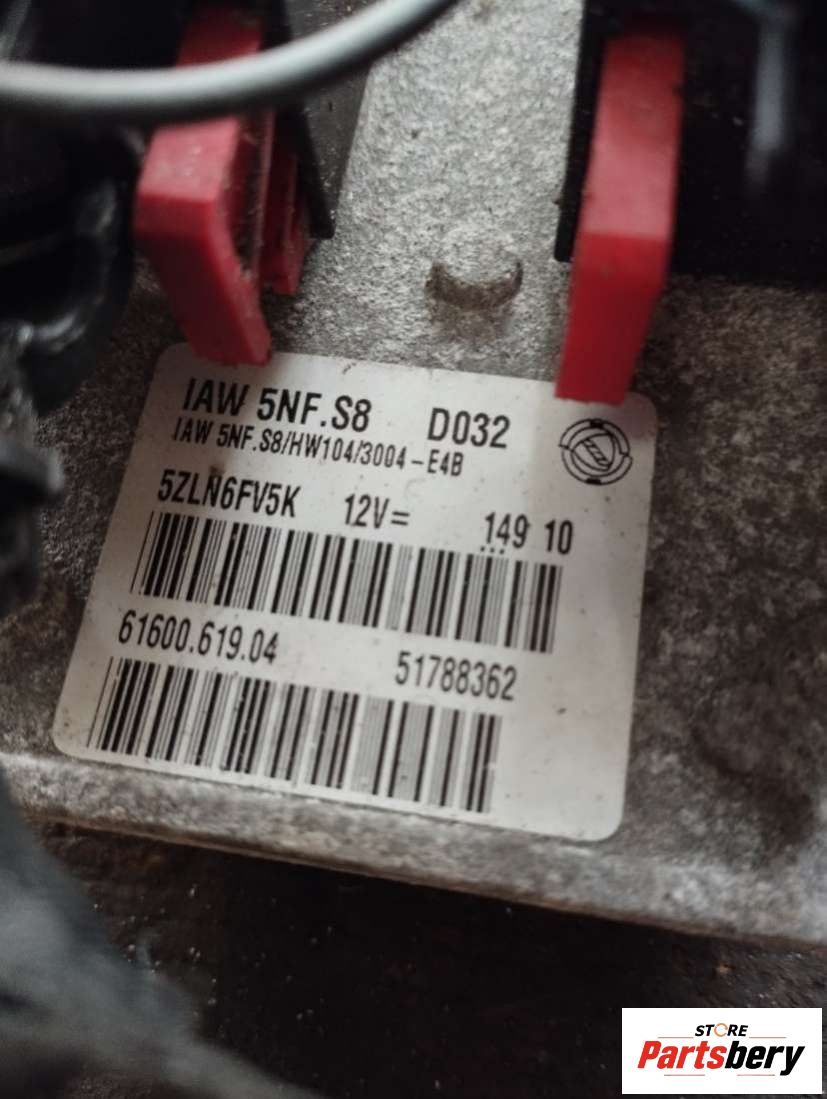 IAW 5NF.S8 D032
IAW 5NF.S8/HW104/3004-E4B
5ZLN6FV5K 12V= 149 10
61600.619.04 51788362
STORE
Partsbery